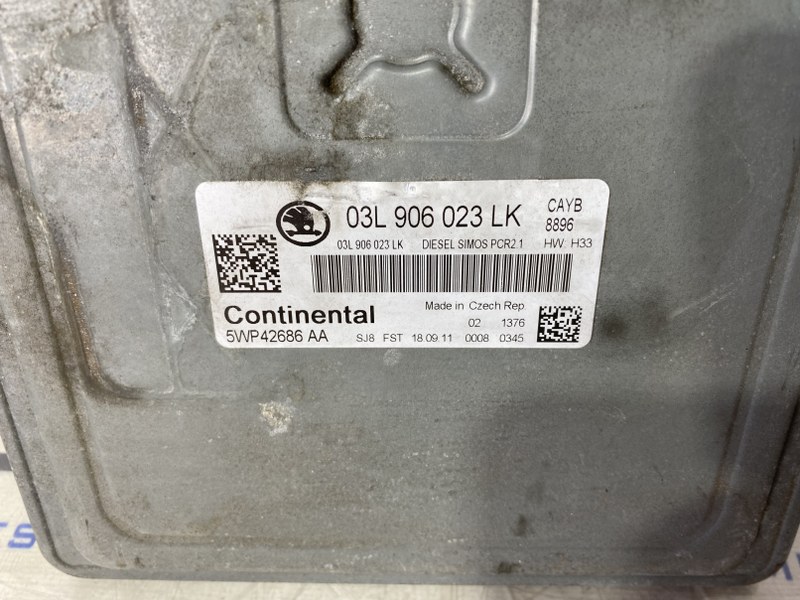 03L 906 023 LK CAYB
8896
03L 906 023 LK DIESEL SIMOS PCR2.1 HW: H33
Continental Made in Czech Rep
02 1376
5WP42686 AA SJ8 FST 18 09 11 0008 0345